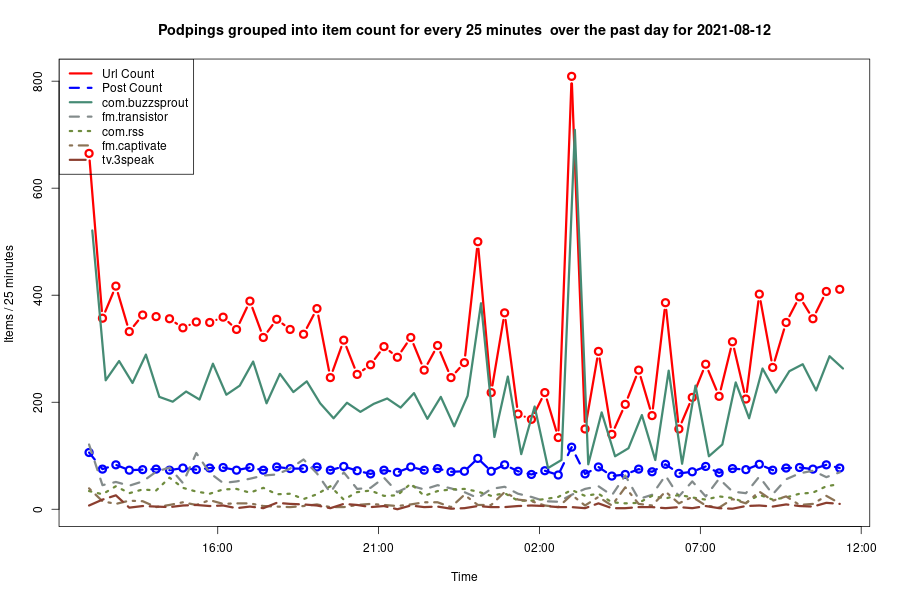 Podpings grouped into item count for every 25 minutes  over the past day for 2021-08-12
Url Count
Post Count
com.buzzsprout
fm.transistor
com.rss
fm.captivate
tv.3speak
Items / 25 minutes
800
600
400
200
0
16:00
21:00
02:00
07:00
12:00
Time